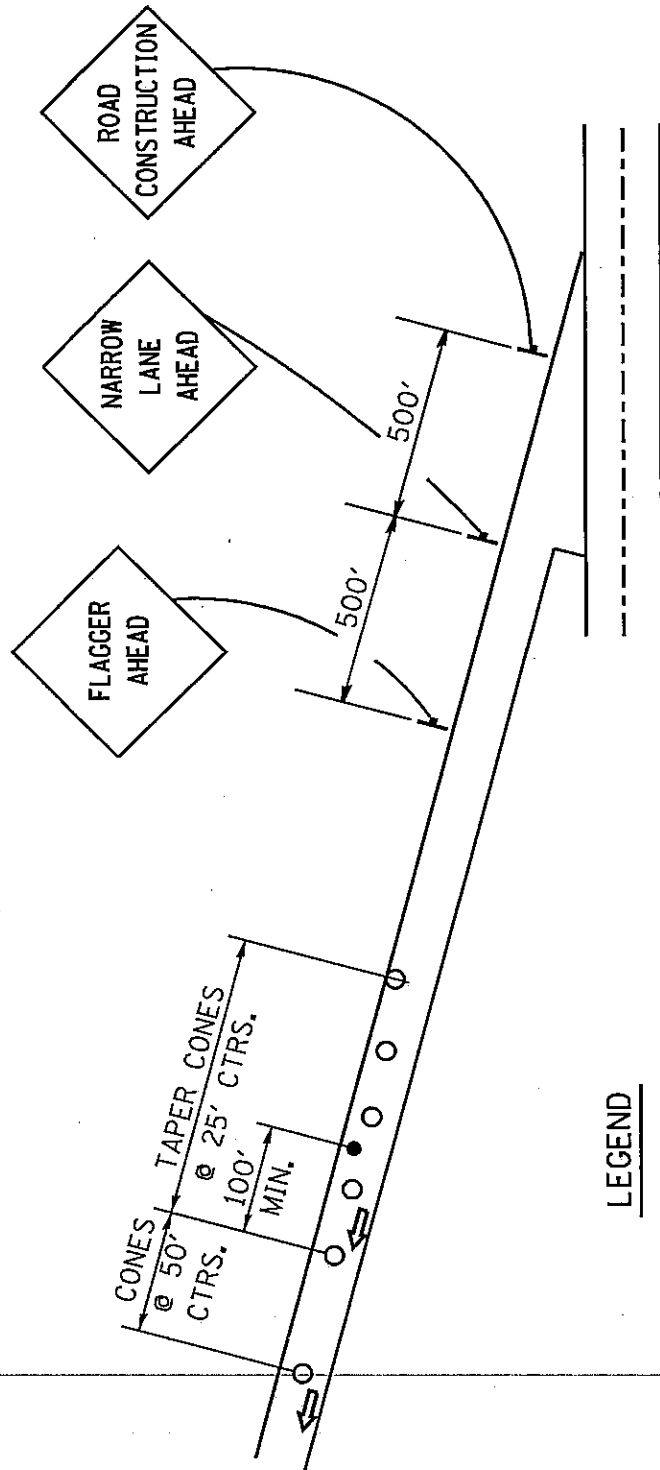 ROAD
CONSTRUCTION
AHEAD
NARROW
LANE
AHEAD
FLAGGER
AHEAD
500'
500'
TAPER CONES
@ 25' CTRS.
100'
MIN.
CONES
@ 50'
CTRS.
LEGEND